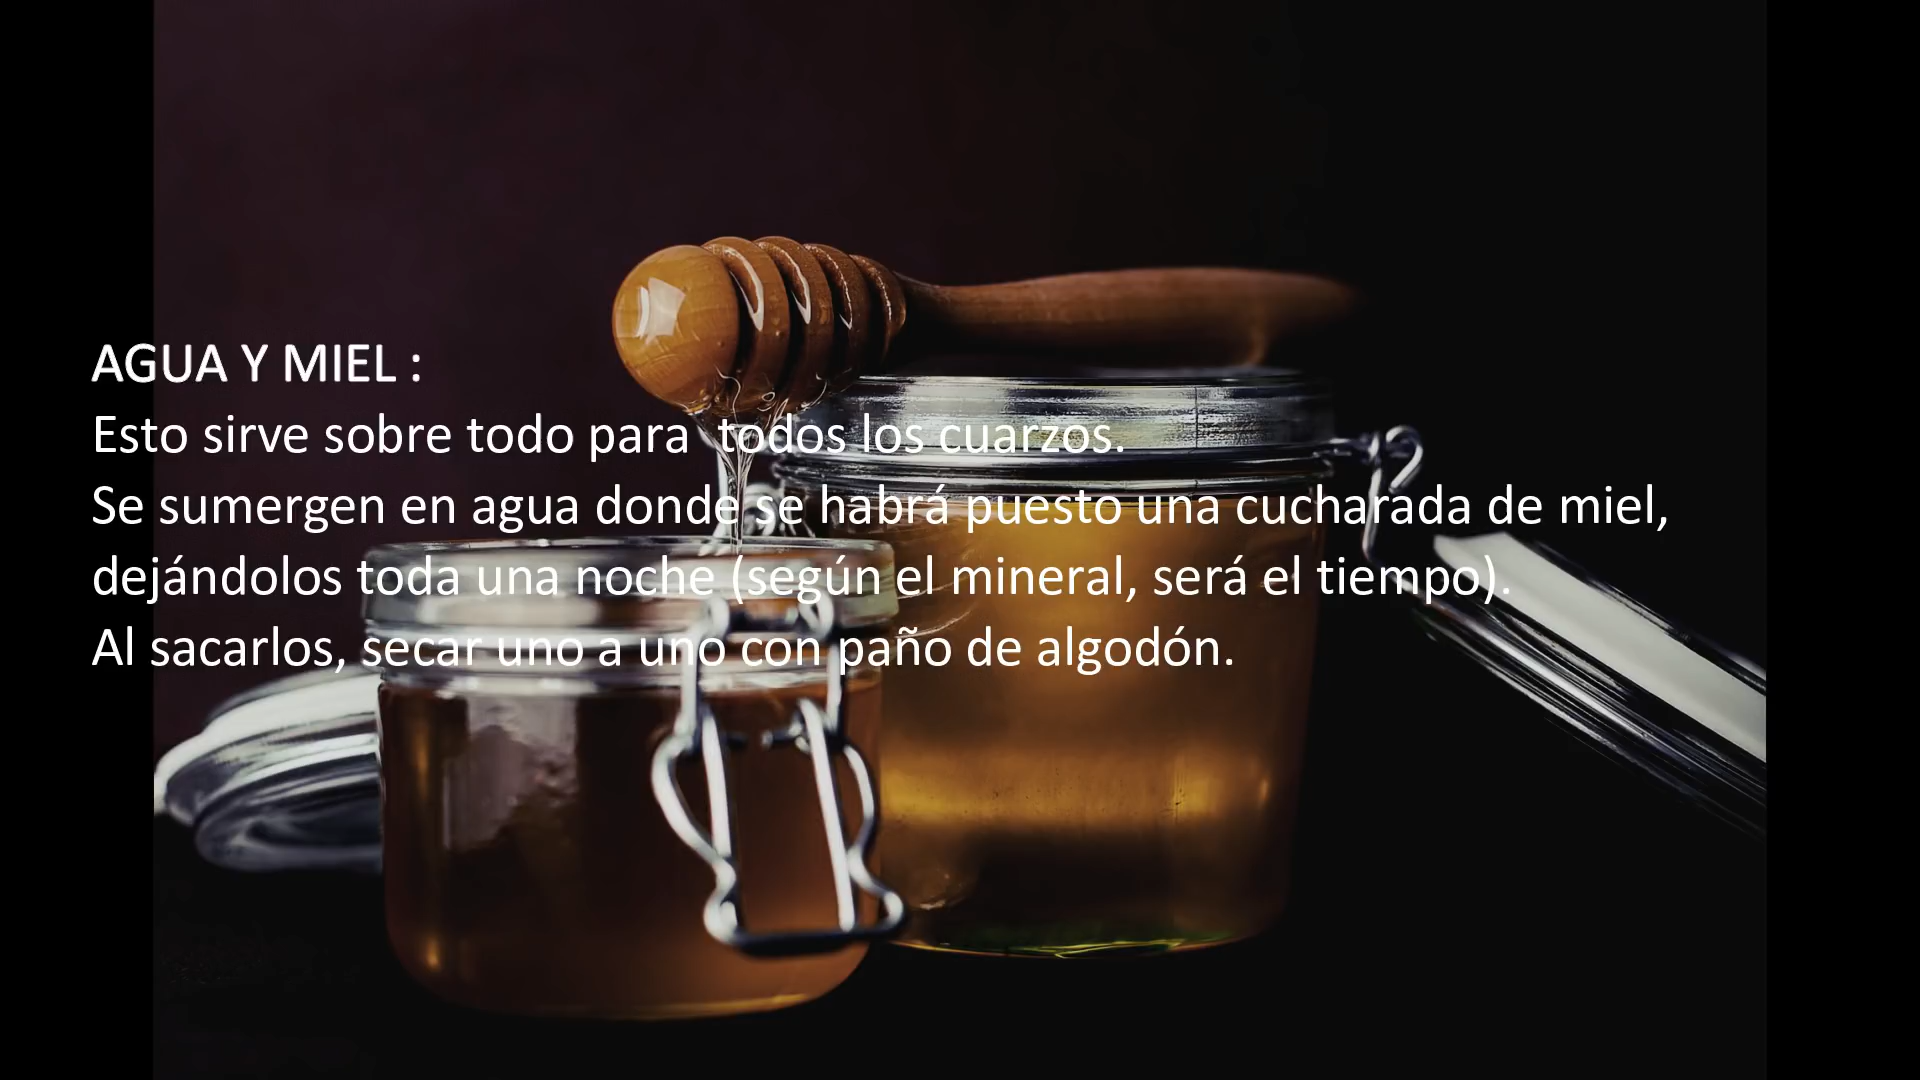 AGUA Y MIEL :
Esto sirve sobre todo para  todos los cuarzos.
Se sumergen en agua donde se habrá puesto una cucharada de miel,
dejándolos toda una noche (según el mineral, será el tiempo).
Al sacarlos, secar uno a uno con paño de algodón.